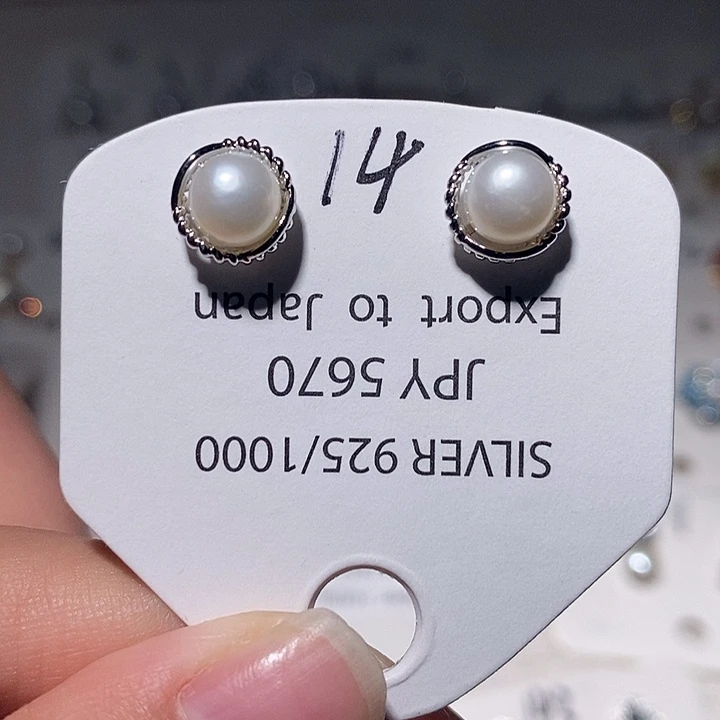 14
SILVER 925/1000
JPY 5670
Export to Japan